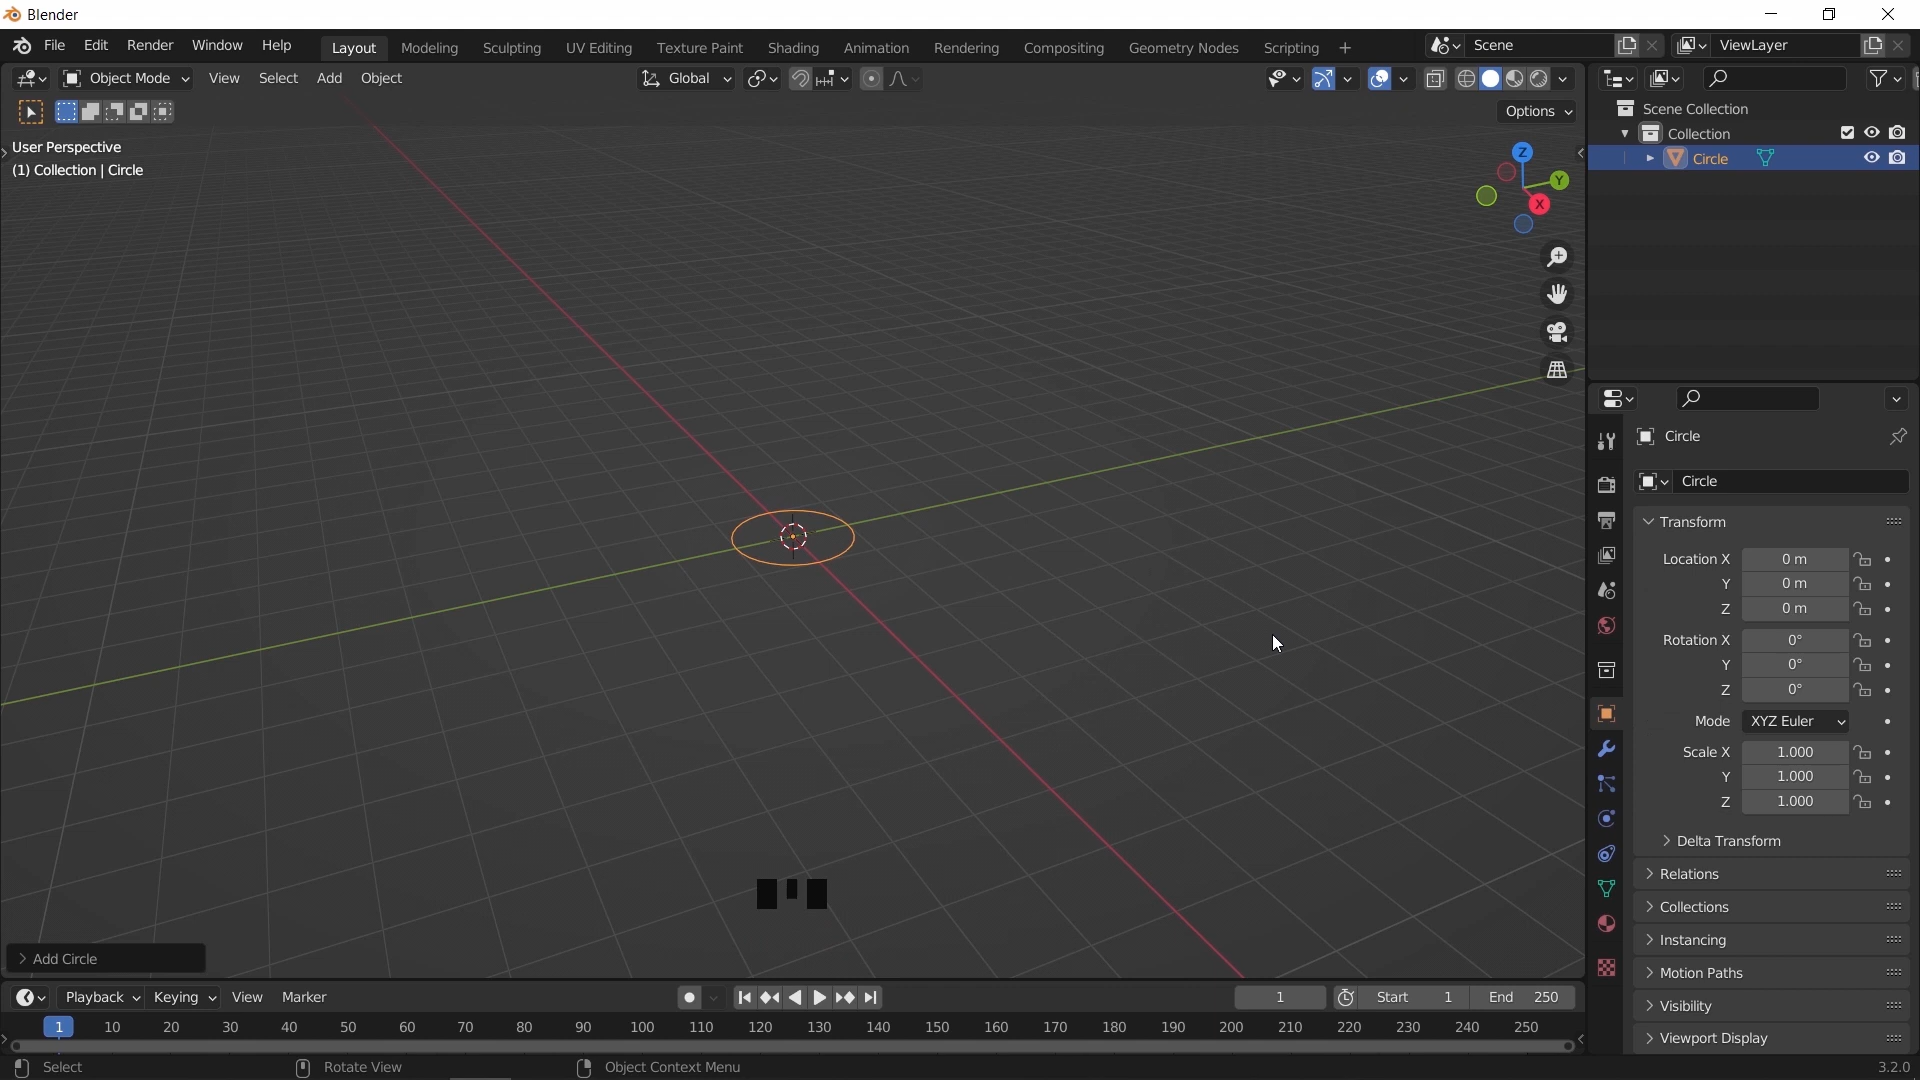 Blender
File Edit Render Window Help Layout Modeling Sculpting UV Editing Texture Paint Shading Animation Rendering Compositing Geometry Nodes Scripting + Scene ViewLayer
Object Mode View Select Add Object Global
Options
User Perspective
(1) Collection | Circle
Z
Y
X
Scene Collection
Collection
Circle
Circle
Circle
Transform
Location X 0 m
Y 0 m
Z 0 m
Rotation X 0°
Y 0°
Z 0°
Mode XYZ Euler
Scale X 1.000
Y 1.000
Z 1.000
Delta Transform
Relations
Collections
Instancing
Motion Paths
Visibility
Viewport Display
Add Circle
Playback Keying View Marker 1 Start 1 End 250
1 10 20 30 40 50 60 70 80 90 100 110 120 130 140 150 160 170 180 190 200 210 220 230 240 250
Select Rotate View Object Context Menu 3.2.0